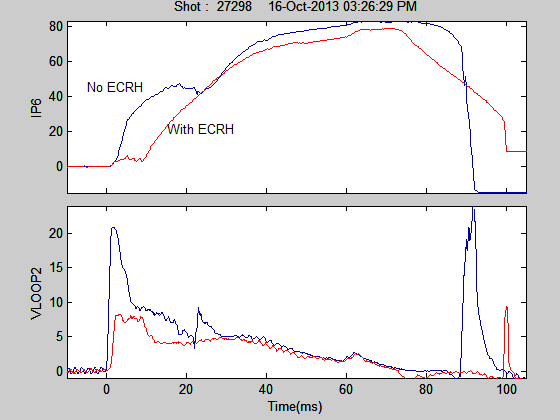 Shot : 27298 16-Oct-2013 03:26:29 PM
80
60
40
20
0
IP6
No ECRH
With ECRH
20
15
10
5
0
VLOOP2
0 20 40 60 80 100
Time(ms)